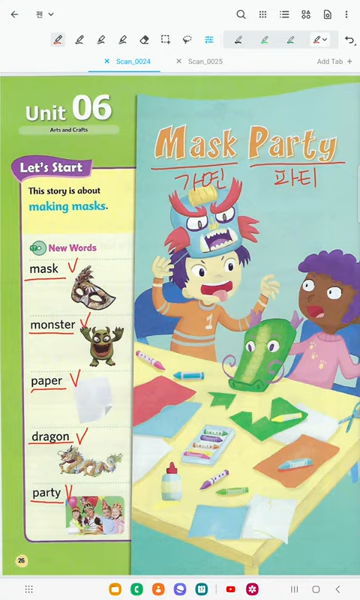 펜
Scan_0024
Scan_0025
Add Tab +
Unit 06
Arts and Crafts
Let's Start
This story is about
making masks.
New Words
mask
monster
paper
dragon
party
Mask Party
가면 파티
26